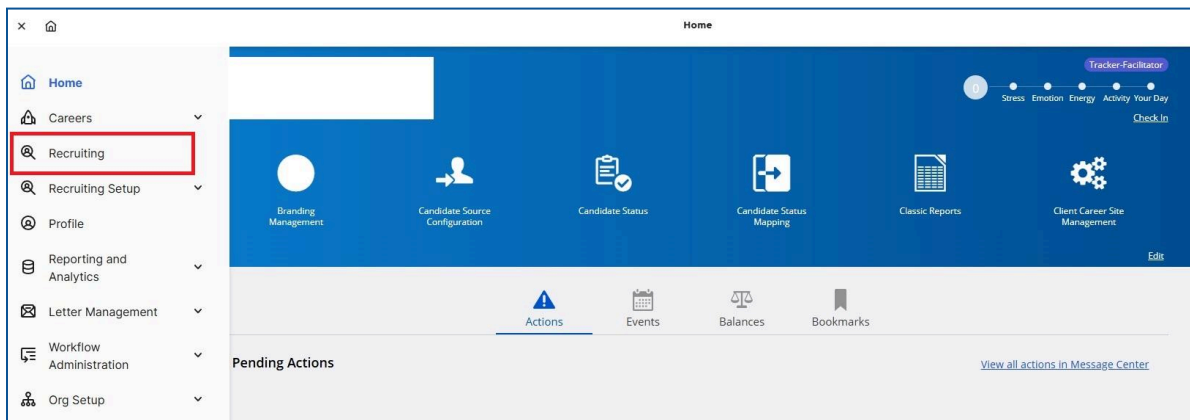 Home
Home
Careers
Recruiting
Recruiting Setup
Profile
Reporting and
Analytics
Letter Management
Workflow
Administration
Org Setup
Tracker-Facilitator
0
Stress Emotion Energy Activity Your Day
Check In
Branding
Management
Candidate Source
Configuration
Candidate Status
Candidate Status
Mapping
Classic Reports
Client Career Site
Management
Edit
Actions
Events
Balances
Bookmarks
Pending Actions
View all actions in Message Center